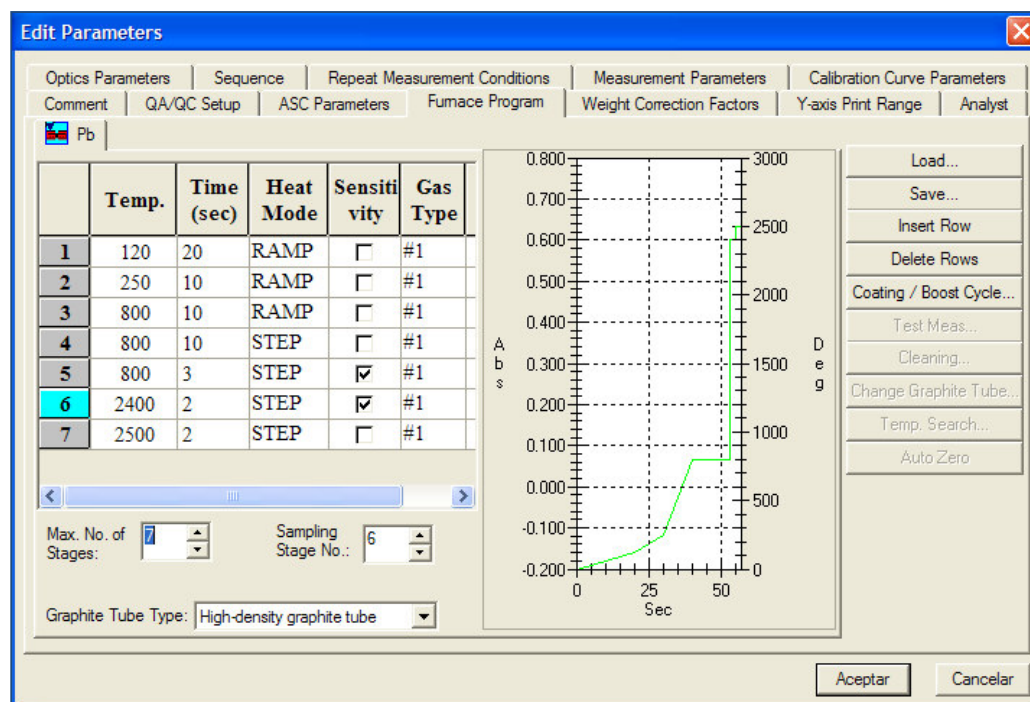 Edit Parameters
Optics Parameters Sequence Repeat Measurement Conditions Measurement Parameters Calibration Curve Parameters
Comment QA/QC Setup ASC Parameters Furnace Program Weight Correction Factors Y-axis Print Range Analyst
Pb
Temp. Time (sec) Heat Mode Sensitivity Gas Type
1 120 20 RAMP #1
2 250 10 RAMP #1
3 800 10 RAMP #1
4 800 10 STEP #1
5 800 3 STEP #1
6 2400 2 STEP #1
7 2500 2 STEP #1
Max. No. of Stages: 7
Sampling Stage No.: 6
Graphite Tube Type: High-density graphite tube
0.800 3000
0.700
0.600 2500
0.500
2000
0.400
Abs
0.300 1500
Deg
0.200
0.100 1000
0.000
500
-0.100
-0.200 0
0 25 50
Sec
Load...
Save...
Insert Row
Delete Rows
Coating / Boost Cycle...
Test Meas...
Cleaning...
Change Graphite Tube...
Temp. Search...
Auto Zero
Aceptar Cancelar